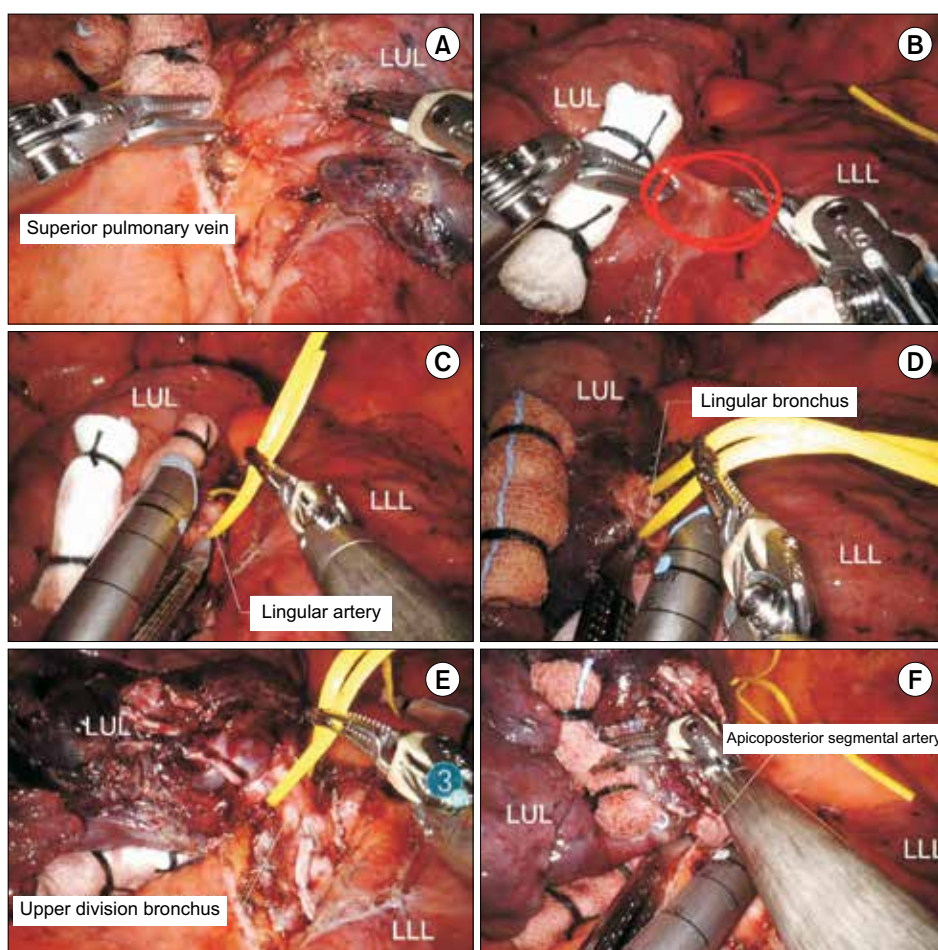 A
LUL
Superior pulmonary vein
B
LUL
LLL
C
LUL
LLL
Lingular artery
D
LUL
Lingular bronchus
LLL
E
LUL
3
Upper division bronchus
LLL
F
Apicoposterior segmental artery
LUL
LLL